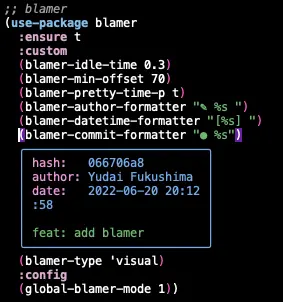 ;; blamer
(use-package blamer
:ensure t
:custom
(blamer-idle-time 0.3)
(blamer-min-offset 70)
(blamer-pretty-time-p t)
(blamer-author-formatter "✎ %s ")
(blamer-datetime-formatter "[%s] ")
(blamer-commit-formatter "● %s")
hash: 066706a8
author: Yudai Fukushima
date: 2022-06-20 20:12
:58
feat: add blamer
(blamer-type 'visual)
:config
(global-blamer-mode 1))